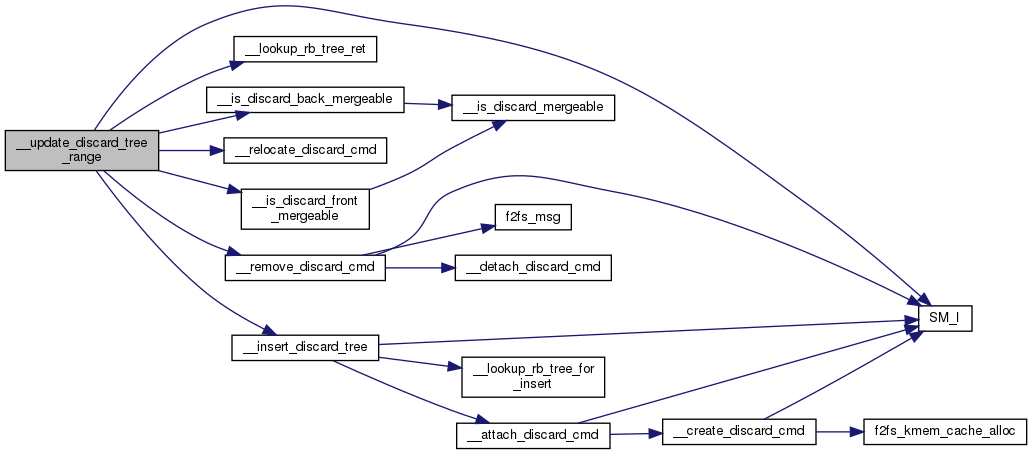 __lookup_rb_tree_ret
__is_discard_back_mergeable
__is_discard_mergeable
__update_discard_tree
_range
__relocate_discard_cmd
__is_discard_front
_mergeable
f2fs_msg
__remove_discard_cmd
__detach_discard_cmd
SM_I
__insert_discard_tree
__lookup_rb_tree_for
_insert
__attach_discard_cmd
__create_discard_cmd
f2fs_kmem_cache_alloc